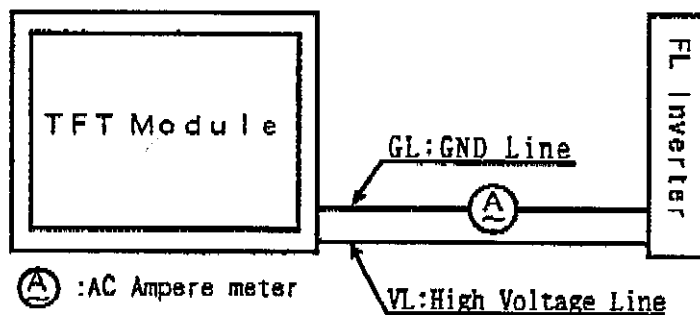 TFT Module
FL Inverter
GL:GND Line
A
A :AC Ampere meter
VL:High Voltage Line